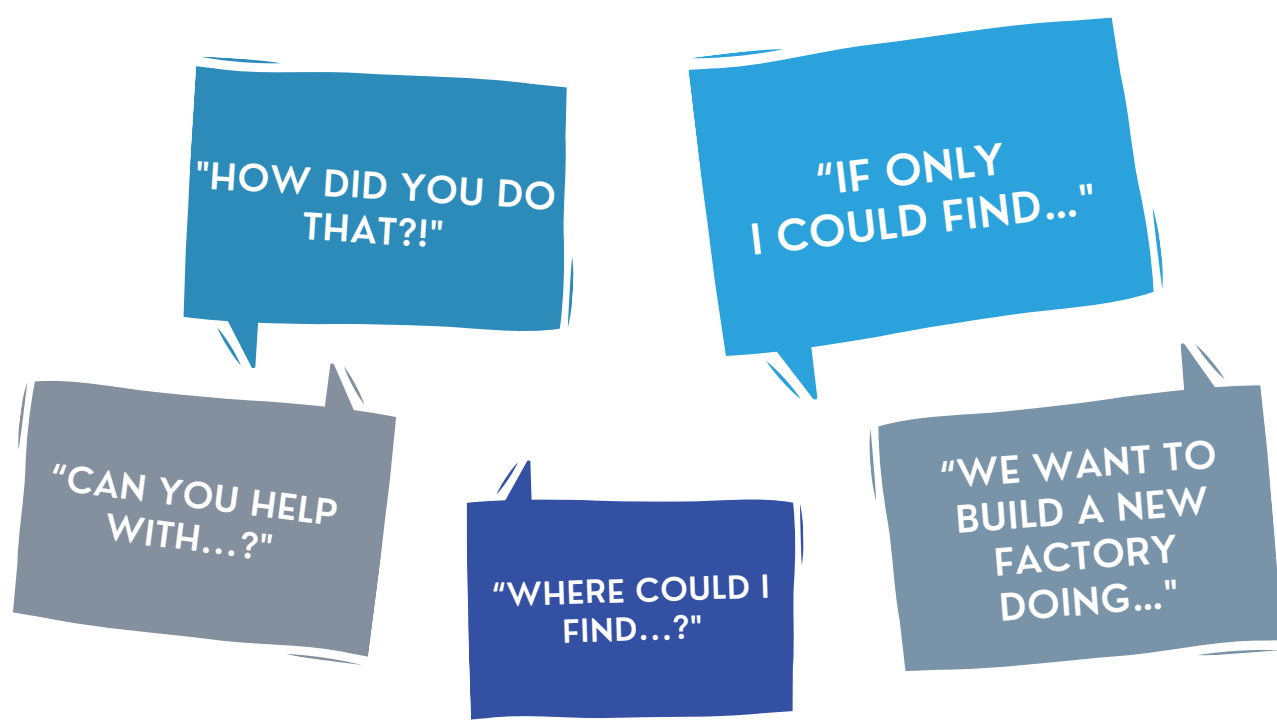 "HOW DID YOU DO
THAT?!"
“IF ONLY
I COULD FIND..."
“CAN YOU HELP
WITH...?"
“WHERE COULD I
FIND...?"
“WE WANT TO
BUILD A NEW
FACTORY
DOING..."